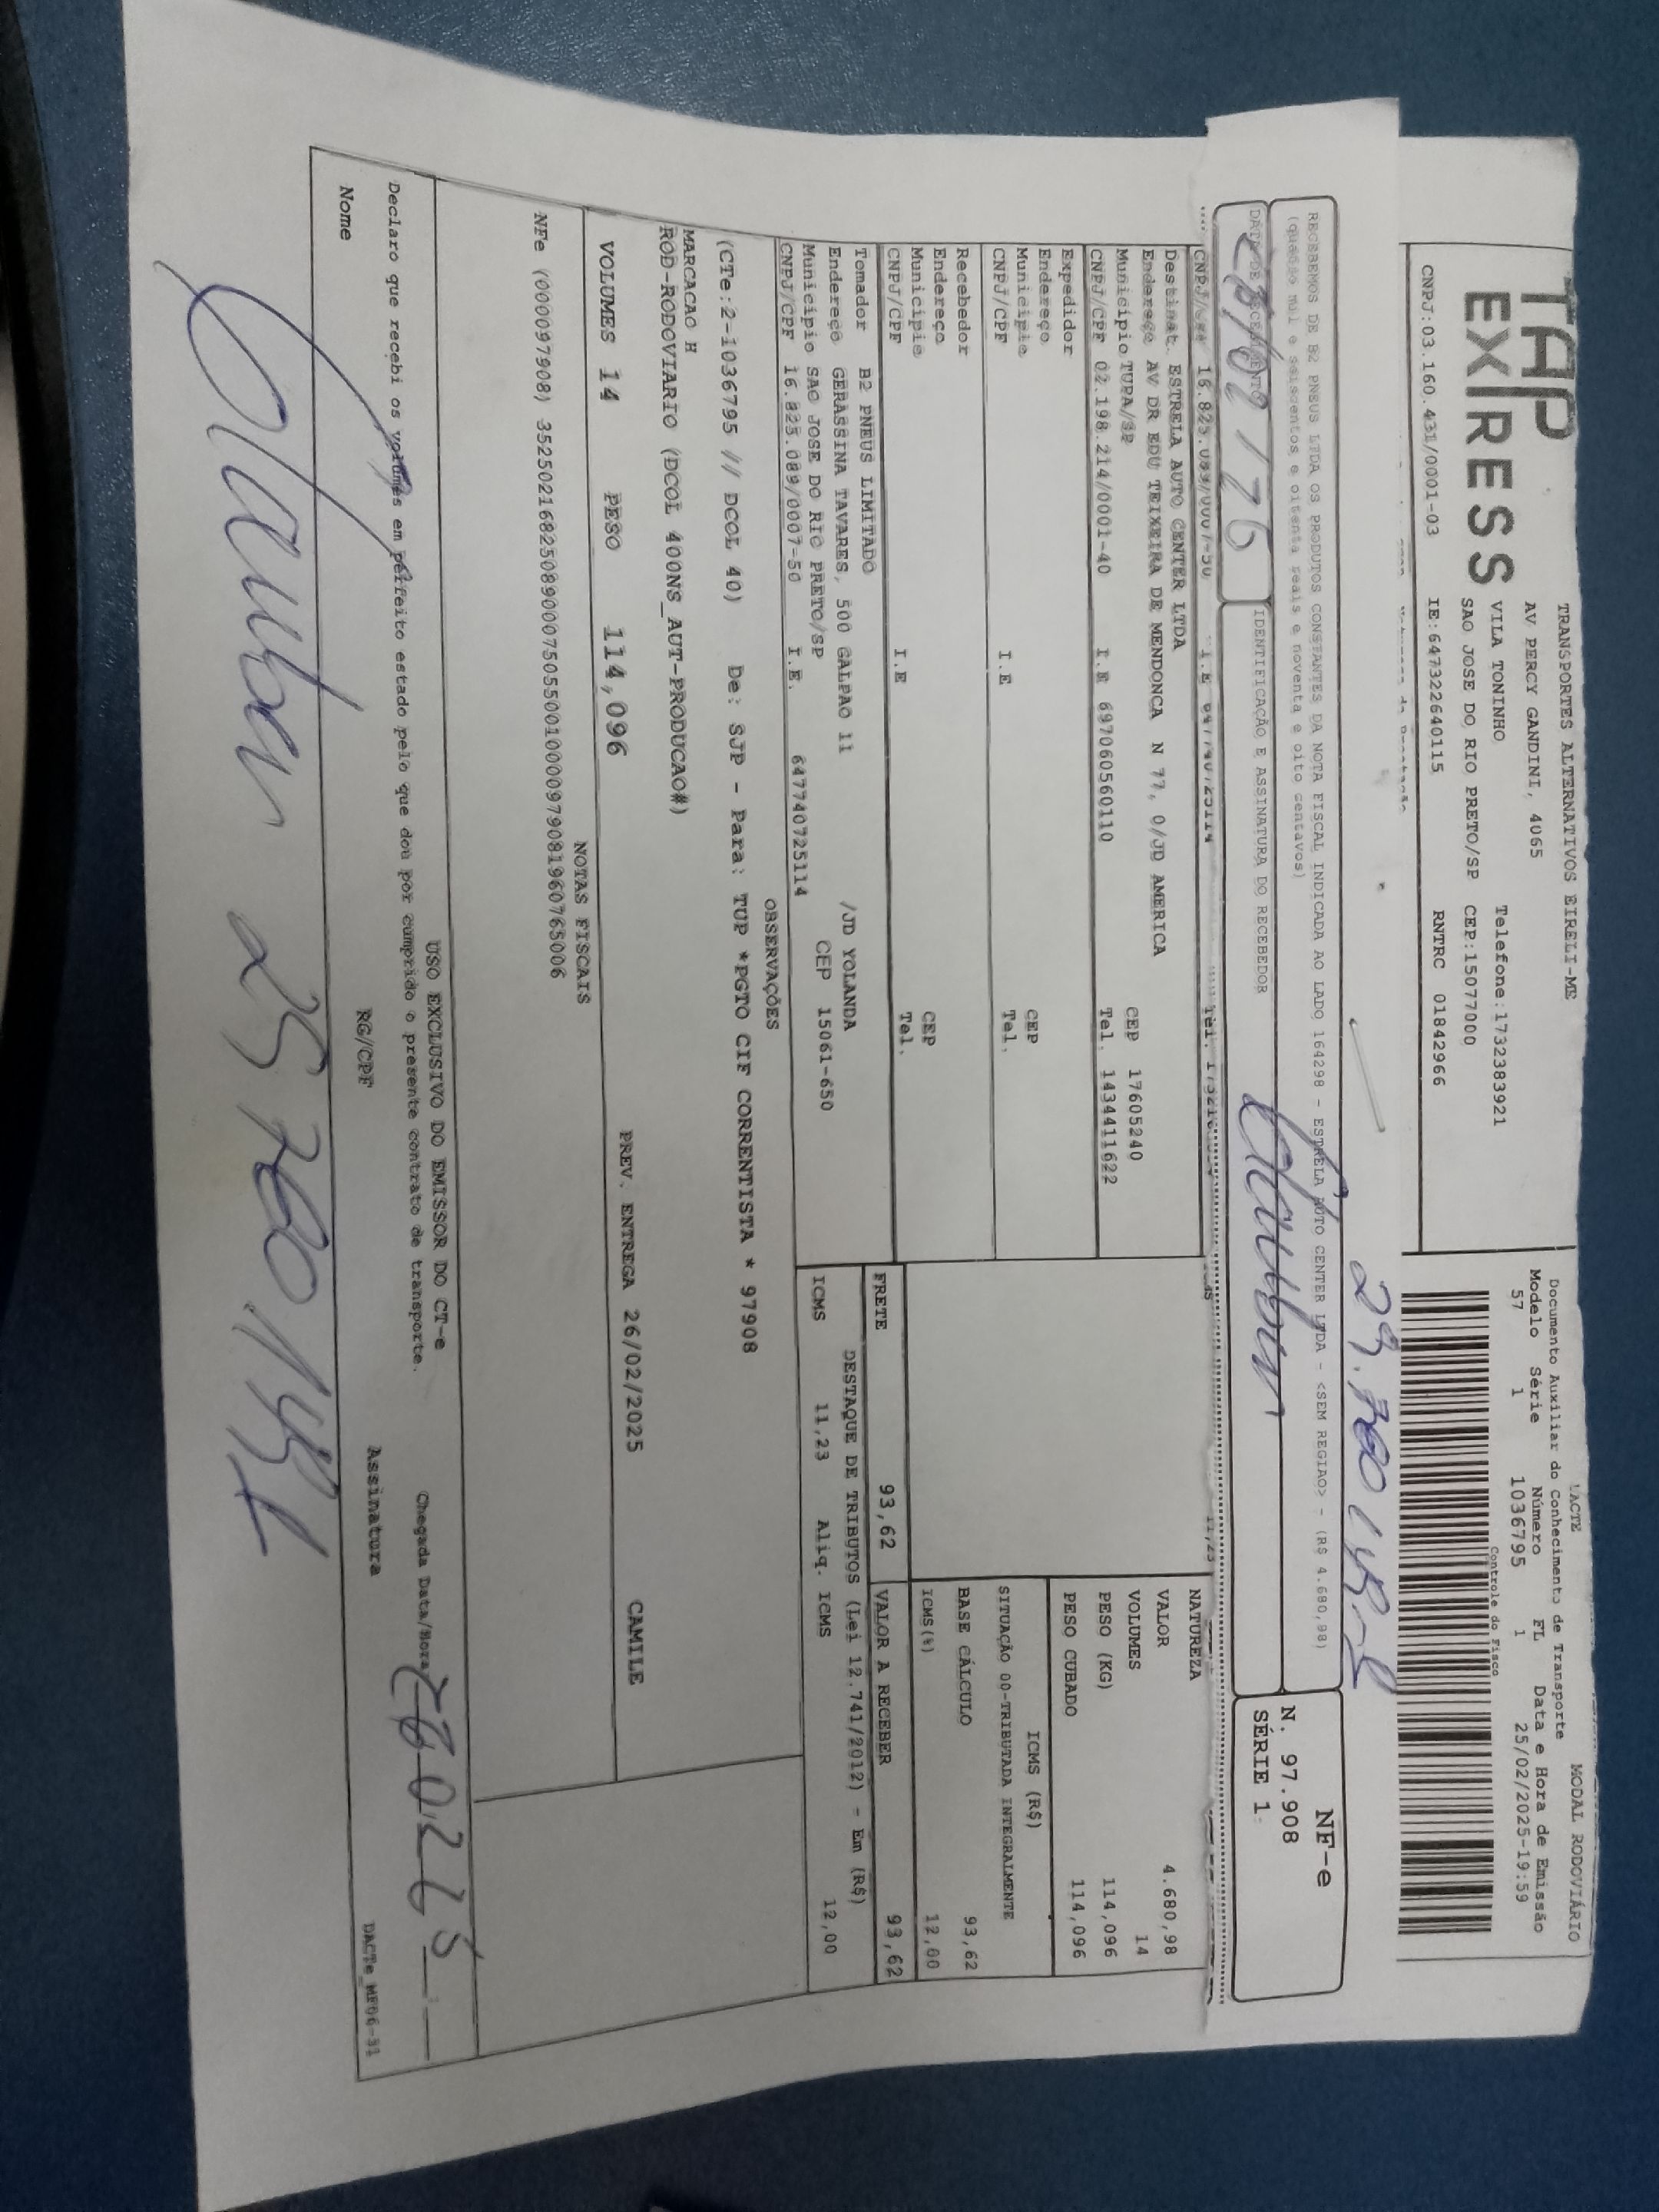 TAP
EX RESS
TRANSPORTES ALTERNATIVOS EIRELI-ME
AV PERCY GANDINI, 4065
VILA TONINHO Telefone:1732383921
SAO JOSE DO RIO PRETO/SP CEP:15077000
CNPJ:03.160.431/0001-03 IE:647322640115 RNTRC 01842966
MODAL RODOVIÁRIO
Documento Auxiliar do Conhecimento de Transporte
Modelo Série Número FL Data e Hora de Emissão
57 1 1036795 1 25/02/2025-19:59
Controle do Fisco
RECEBEMOS DE B2 PNEUS LTDA OS PRODUTOS CONSTANTES DA NOTA FISCAL INDICADA AO LADO 164298 - ESTRELA AUTO CENTER LTDA - <SEM REGIAO> - (R$ 4.680,98)
(quatro mil e seiscentos e oitenta reais e noventa e oito centavos)
DATA DE RECEBIMENTO IDENTIFICAÇÃO E ASSINATURA DO RECEBEDOR
NF-e
N. 97.908
SÉRIE 1
Destinat. ESTRELA AUTO CENTER LTDA
Endereço AV DR EDU TEIXEIRA DE MENDONCA N 77, 0/JD AMERICA
Município TUPA/SP CEP 17605240
CNPJ/CPF 02.198.214/0001-40 I.E 697060560110 Tel. 1434411622
Expedidor
Endereço
Município CEP
CNPJ/CPF I.E Tel.
Recebedor
Endereço
Município CEP
CNPJ/CPF I.E Tel.
NATUREZA
VALOR 4.680,98
VOLUMES 14
PESO (KG) 114,096
PESO CUBADO 114,096
ICMS (R$)
SITUAÇÃO 00-TRIBUTADA INTEGRALMENTE
BASE CÁLCULO 93,62
ICMS(%) 12,00
Tomador B2 PNEUS LIMITADO
Endereço GERASSINA TAVARES, 500 GALPAO 11 /JD YOLANDA
Município SAO JOSE DO RIO PRETO/SP CEP 15061-650
CNPJ/CPF 16.825.089/0007-50 I.E. 647740725114
FRETE 93,62 VALOR A RECEBER 93,62
DESTAQUE DE TRIBUTOS (Lei 12.741/2012) - Em (R$)
ICMS 11,23 Aliq. ICMS 12,00
OBSERVAÇÕES
(CTe:2-1036795 // DCOL 40) De: SJP - Para: TUP *PGTO CIF CORRENTISTA * 97908
MARCACAO H
ROD-RODOVIARIO (DCOL 400NS_AUT-PRODUCAO#)
VOLUMES 14 PESO 114,096 PREV. ENTREGA 26/02/2025 CAMILE
NOTAS FISCAIS
NFe (000097908) 35250216825089000750550010000979081960765006
USO EXCLUSIVO DO EMISSOR DO CT-e
Declaro que recebi os volumes em perfeito estado pelo que dou por cumprido o presente contrato de transporte. Chegada Data/Hora
Nome RG/CPF Assinatura DACTe_MF06-31